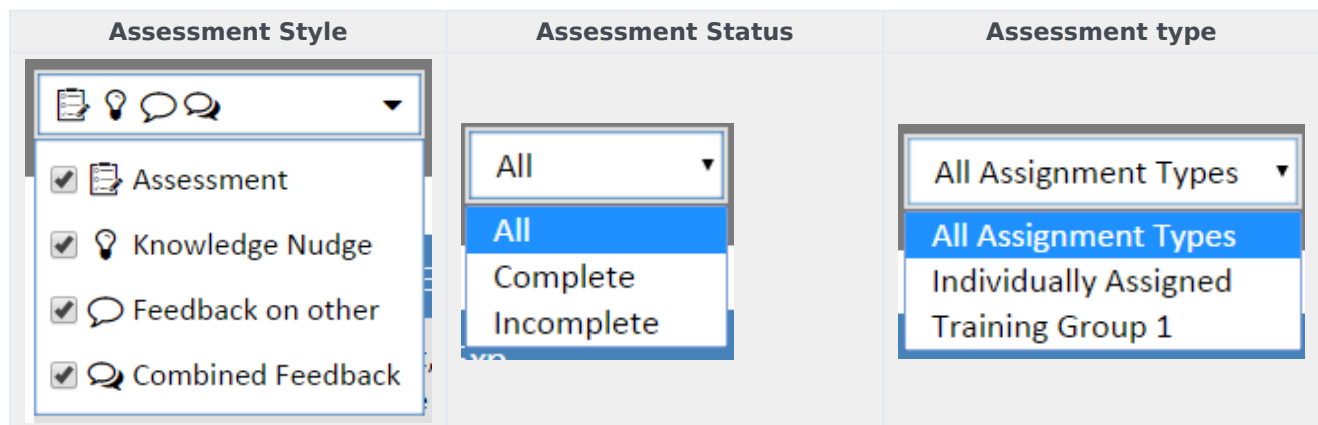 Assessment Style
Assessment Status
Assessment type
Assessment
Knowledge Nudge
Feedback on other
Combined Feedback
All
All
Complete
Incomplete
All Assignment Types
All Assignment Types
Individually Assigned
Training Group 1